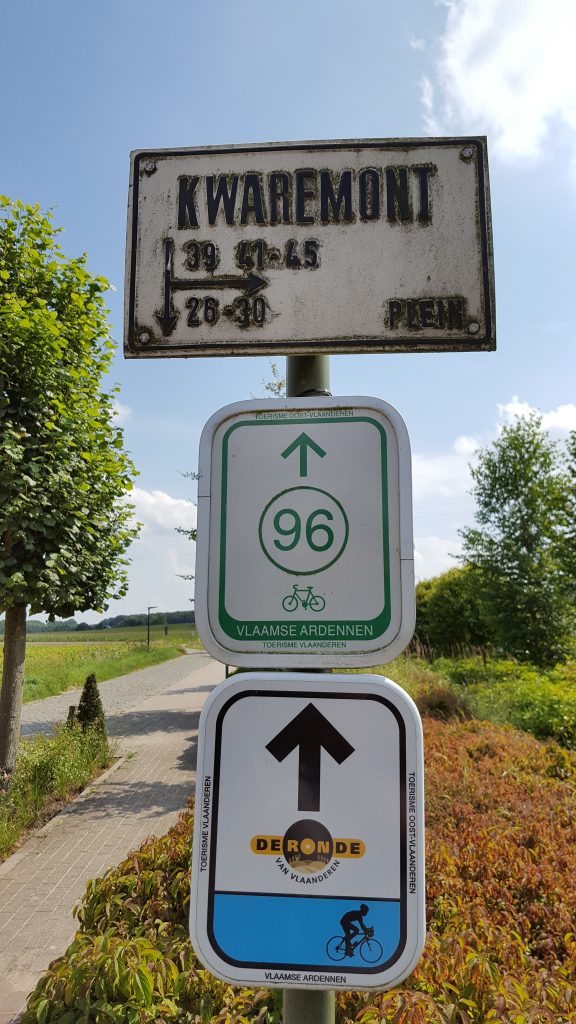 KWAREMONT
39 41-45
26-30
PLEIN
TOERISME OOST-VLAANDEREN
96
VLAAMSE ARDENNEN
TOERISME VLAANDEREN
TOERISME VLAANDEREN
TOERISME OOST-VLAANDEREN
DE RONDE
VAN VLAANDEREN
VLAAMSE ARDENNEN